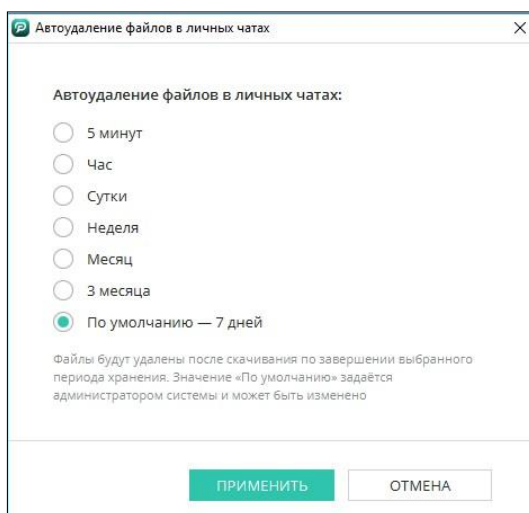 Автоудаление файлов в личных чатах
Автоудаление файлов в личных чатах:
5 минут
Час
Сутки
Неделя
Месяц
3 месяца
По умолчанию — 7 дней
Файлы будут удалены после скачивания по завершении выбранного
периода хранения. Значение «По умолчанию» задаётся
администратором системы и может быть изменено
ПРИМЕНИТЬ ОТМЕНА